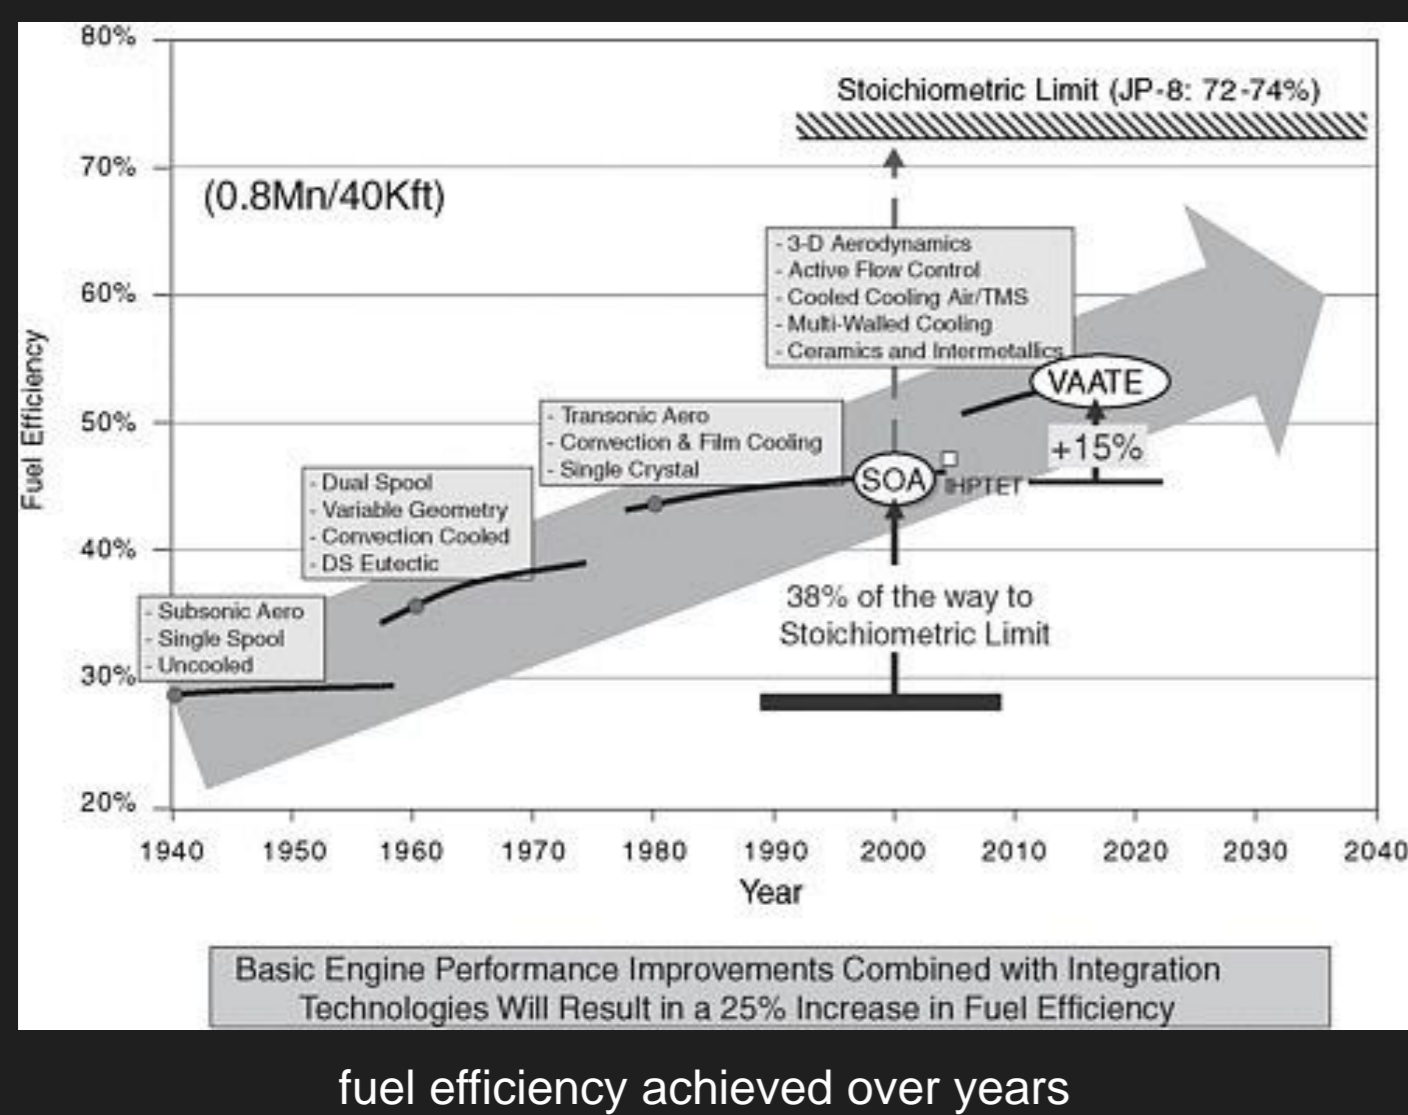 80%
Stoichiometric Limit (JP-8: 72-74%)
70%
(0.8Mn/40Kft)
- 3-D Aerodynamics
- Active Flow Control
- Cooled Cooling Air/TMS
- Multi-Walled Cooling
- Ceramics and Intermetallics
60%
Fuel Efficiency
VAATE
- Transonic Aero
- Convection & Film Cooling
- Single Crystal
50%
+15%
SOA
IHPTET
- Dual Spool
- Variable Geometry
- Convection Cooled
- DS Eutectic
40%
38% of the way to
Stoichiometric Limit
- Subsonic Aero
- Single Spool
- Uncooled
30%
20%
1940 1950 1960 1970 1980 1990 2000 2010 2020 2030 2040
Year
Basic Engine Performance Improvements Combined with Integration
Technologies Will Result in a 25% Increase in Fuel Efficiency
fuel efficiency achieved over years